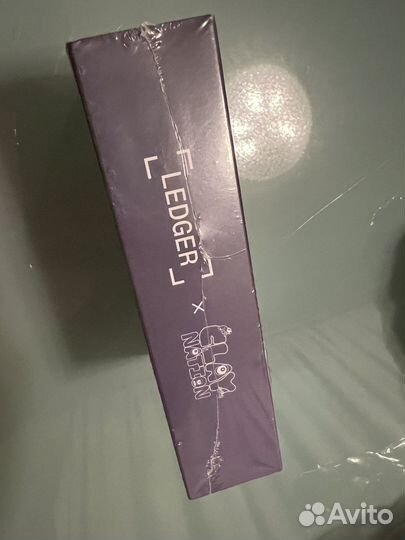 LEDGER
×
CLAY
NATION
Avito